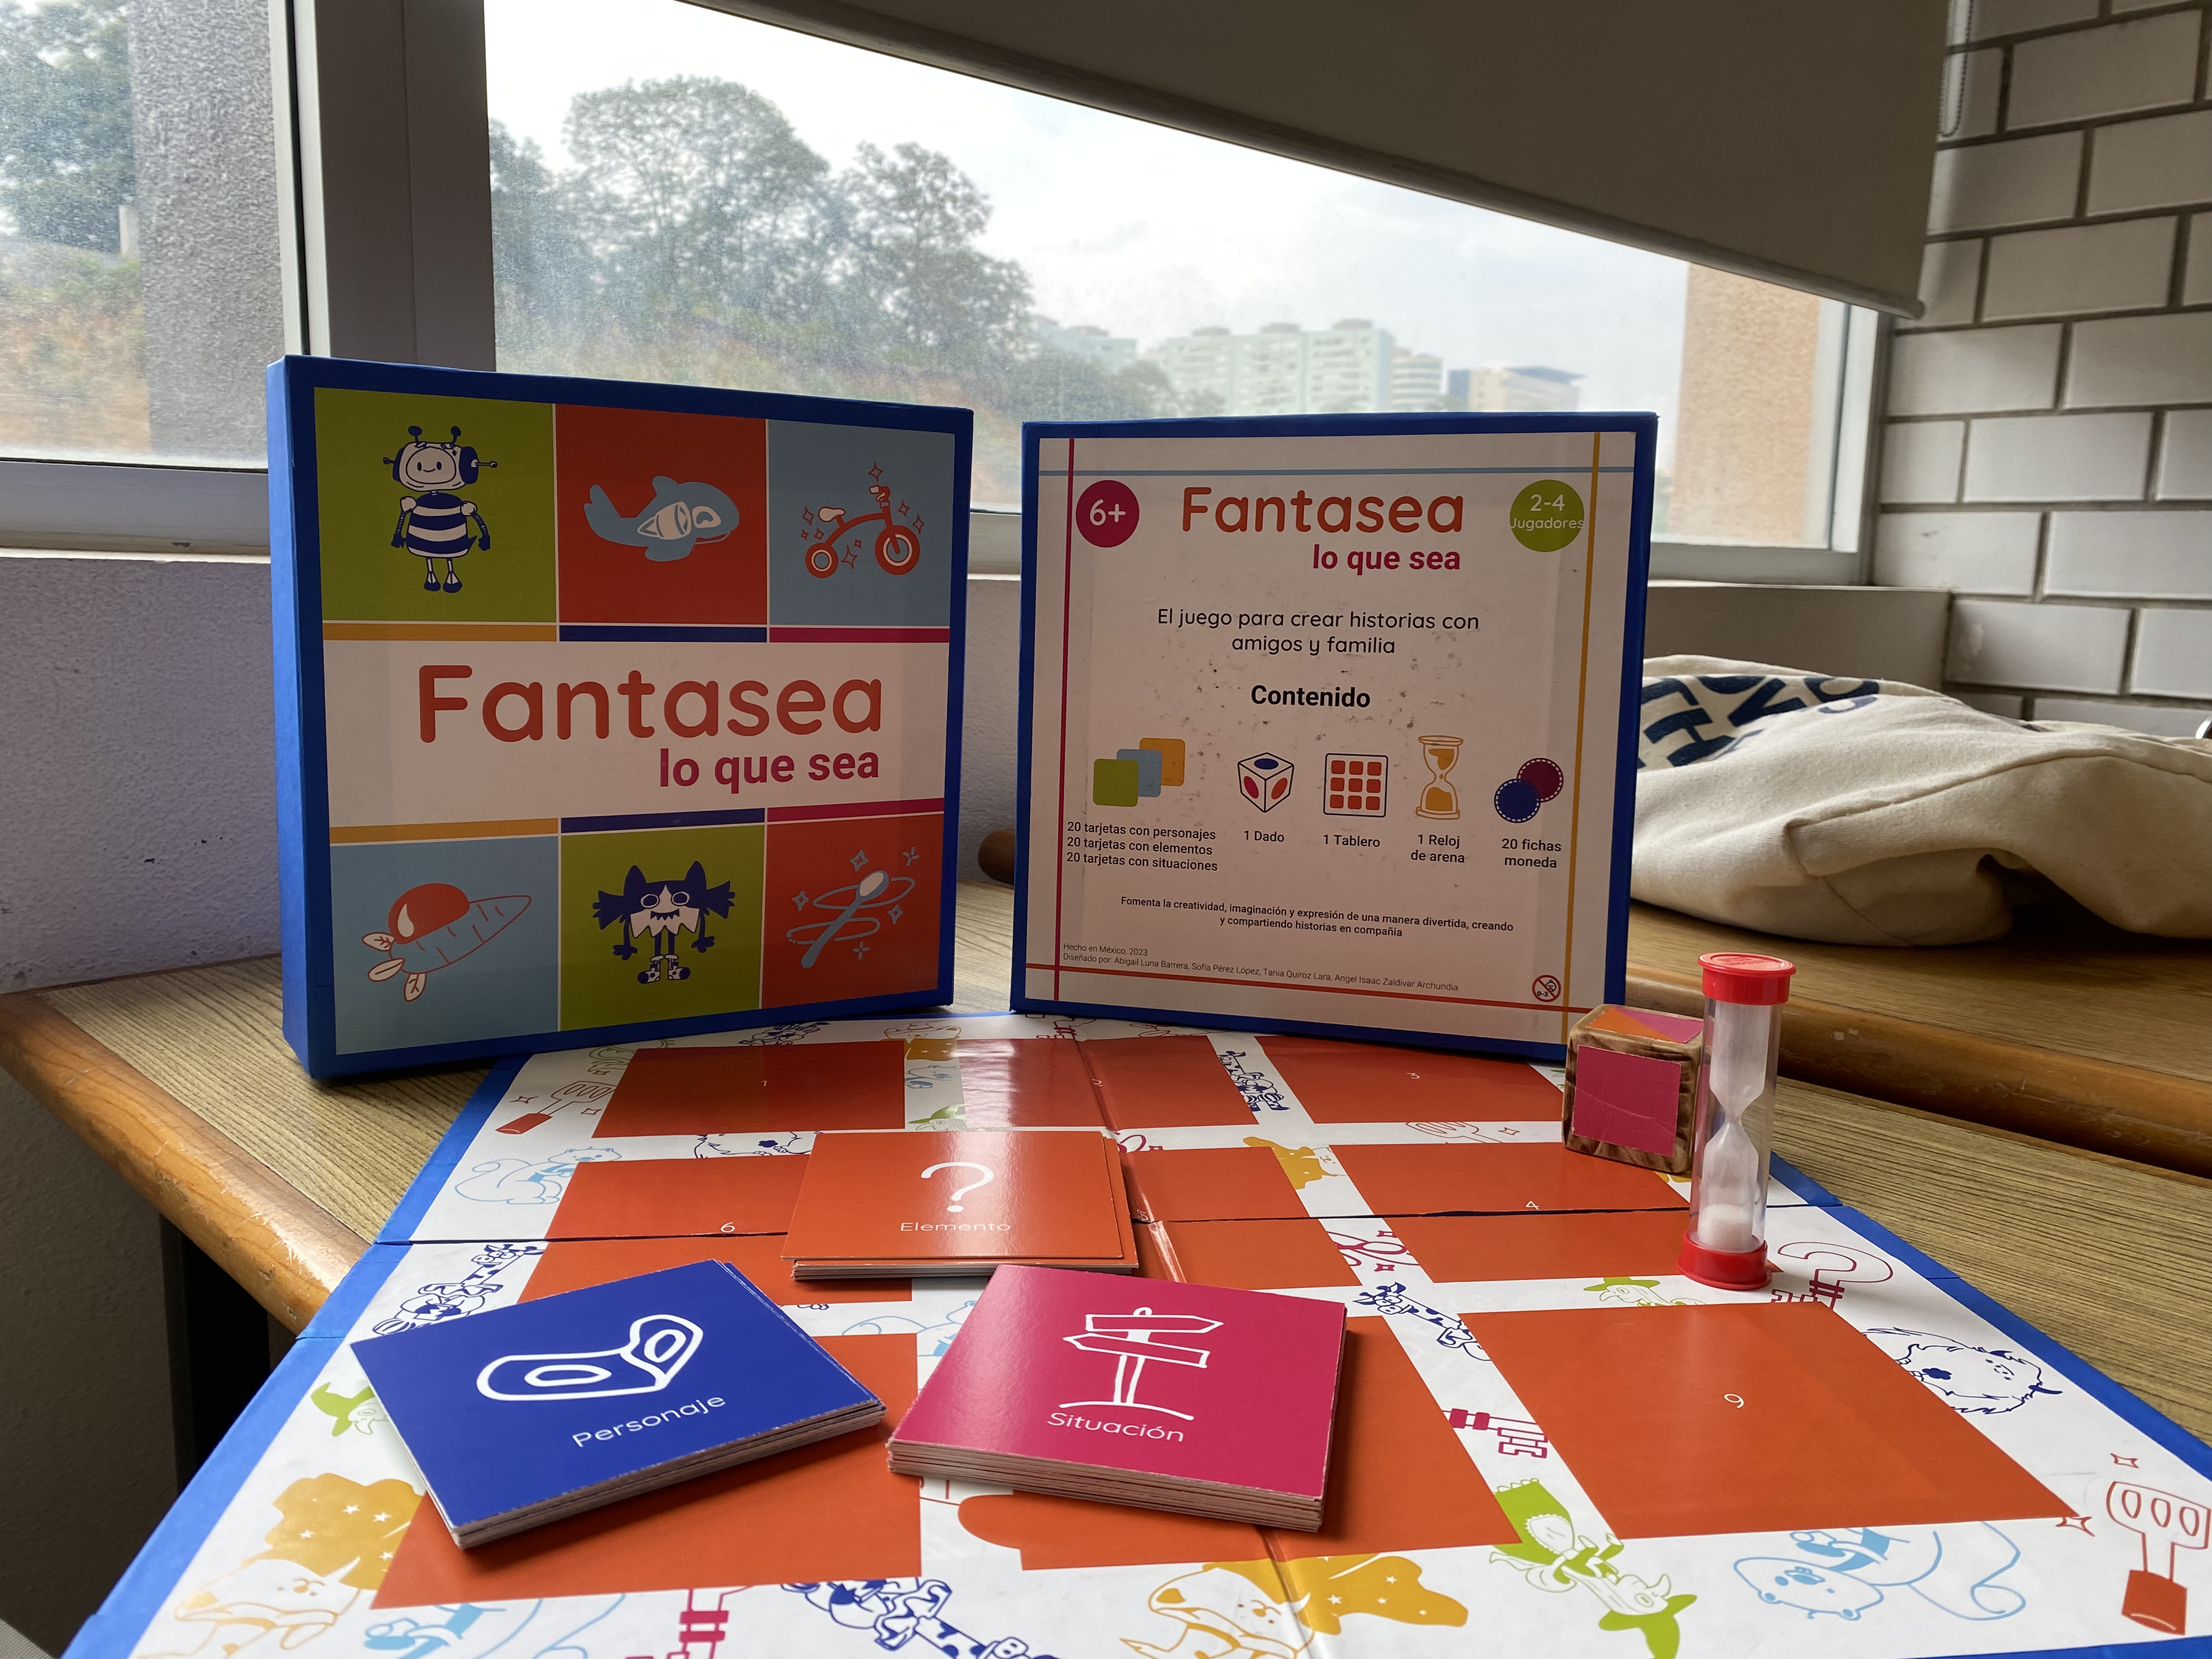 Fantasea
lo que sea
6+
Fantasea
lo que sea
2-4
Jugadores
El juego para crear historias con
amigos y familia
Contenido
20 tarjetas con personajes
20 tarjetas con elementos
20 tarjetas con situaciones
1 Dado
1 Tablero
1 Reloj
de arena
20 fichas
moneda
Fomenta la creatividad, imaginación y expresión de una manera divertida, creando
y compartiendo historias en compañia
Hecho en México, 2023
Diseñado por: Abigail Luna Barrera, Sofia Pérez López, Tania Quiroz Lara, Angel Isaac Zaldivar Archundia
0-3
1
2
3
6
4
9
?
Elemento
Personaje
Situación